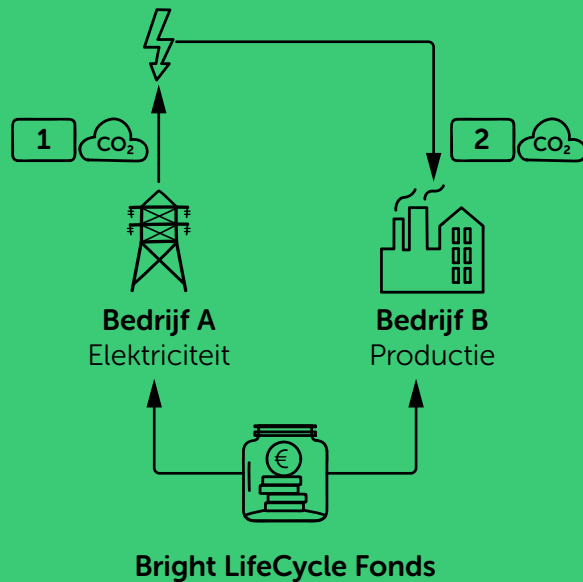 1
CO₂
2
CO₂
Bedrijf A
Elektriciteit
Bedrijf B
Productie
€
Bright LifeCycle Fonds